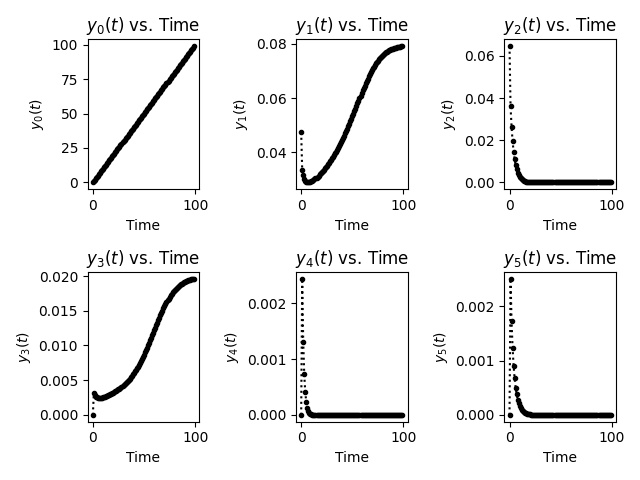 y₀(t) vs. Time
y₁(t) vs. Time
y₂(t) vs. Time
100
75
50
25
0
y₀(t)
0
100
Time
0.08
0.06
0.04
y₁(t)
0
100
Time
0.06
0.04
0.02
0.00
y₂(t)
0
100
Time
y₃(t) vs. Time
y₄(t) vs. Time
y₅(t) vs. Time
0.020
0.015
0.010
0.005
0.000
y₃(t)
0
100
Time
0.002
0.001
0.000
y₄(t)
0
100
Time
0.002
0.001
0.000
y₅(t)
0
100
Time